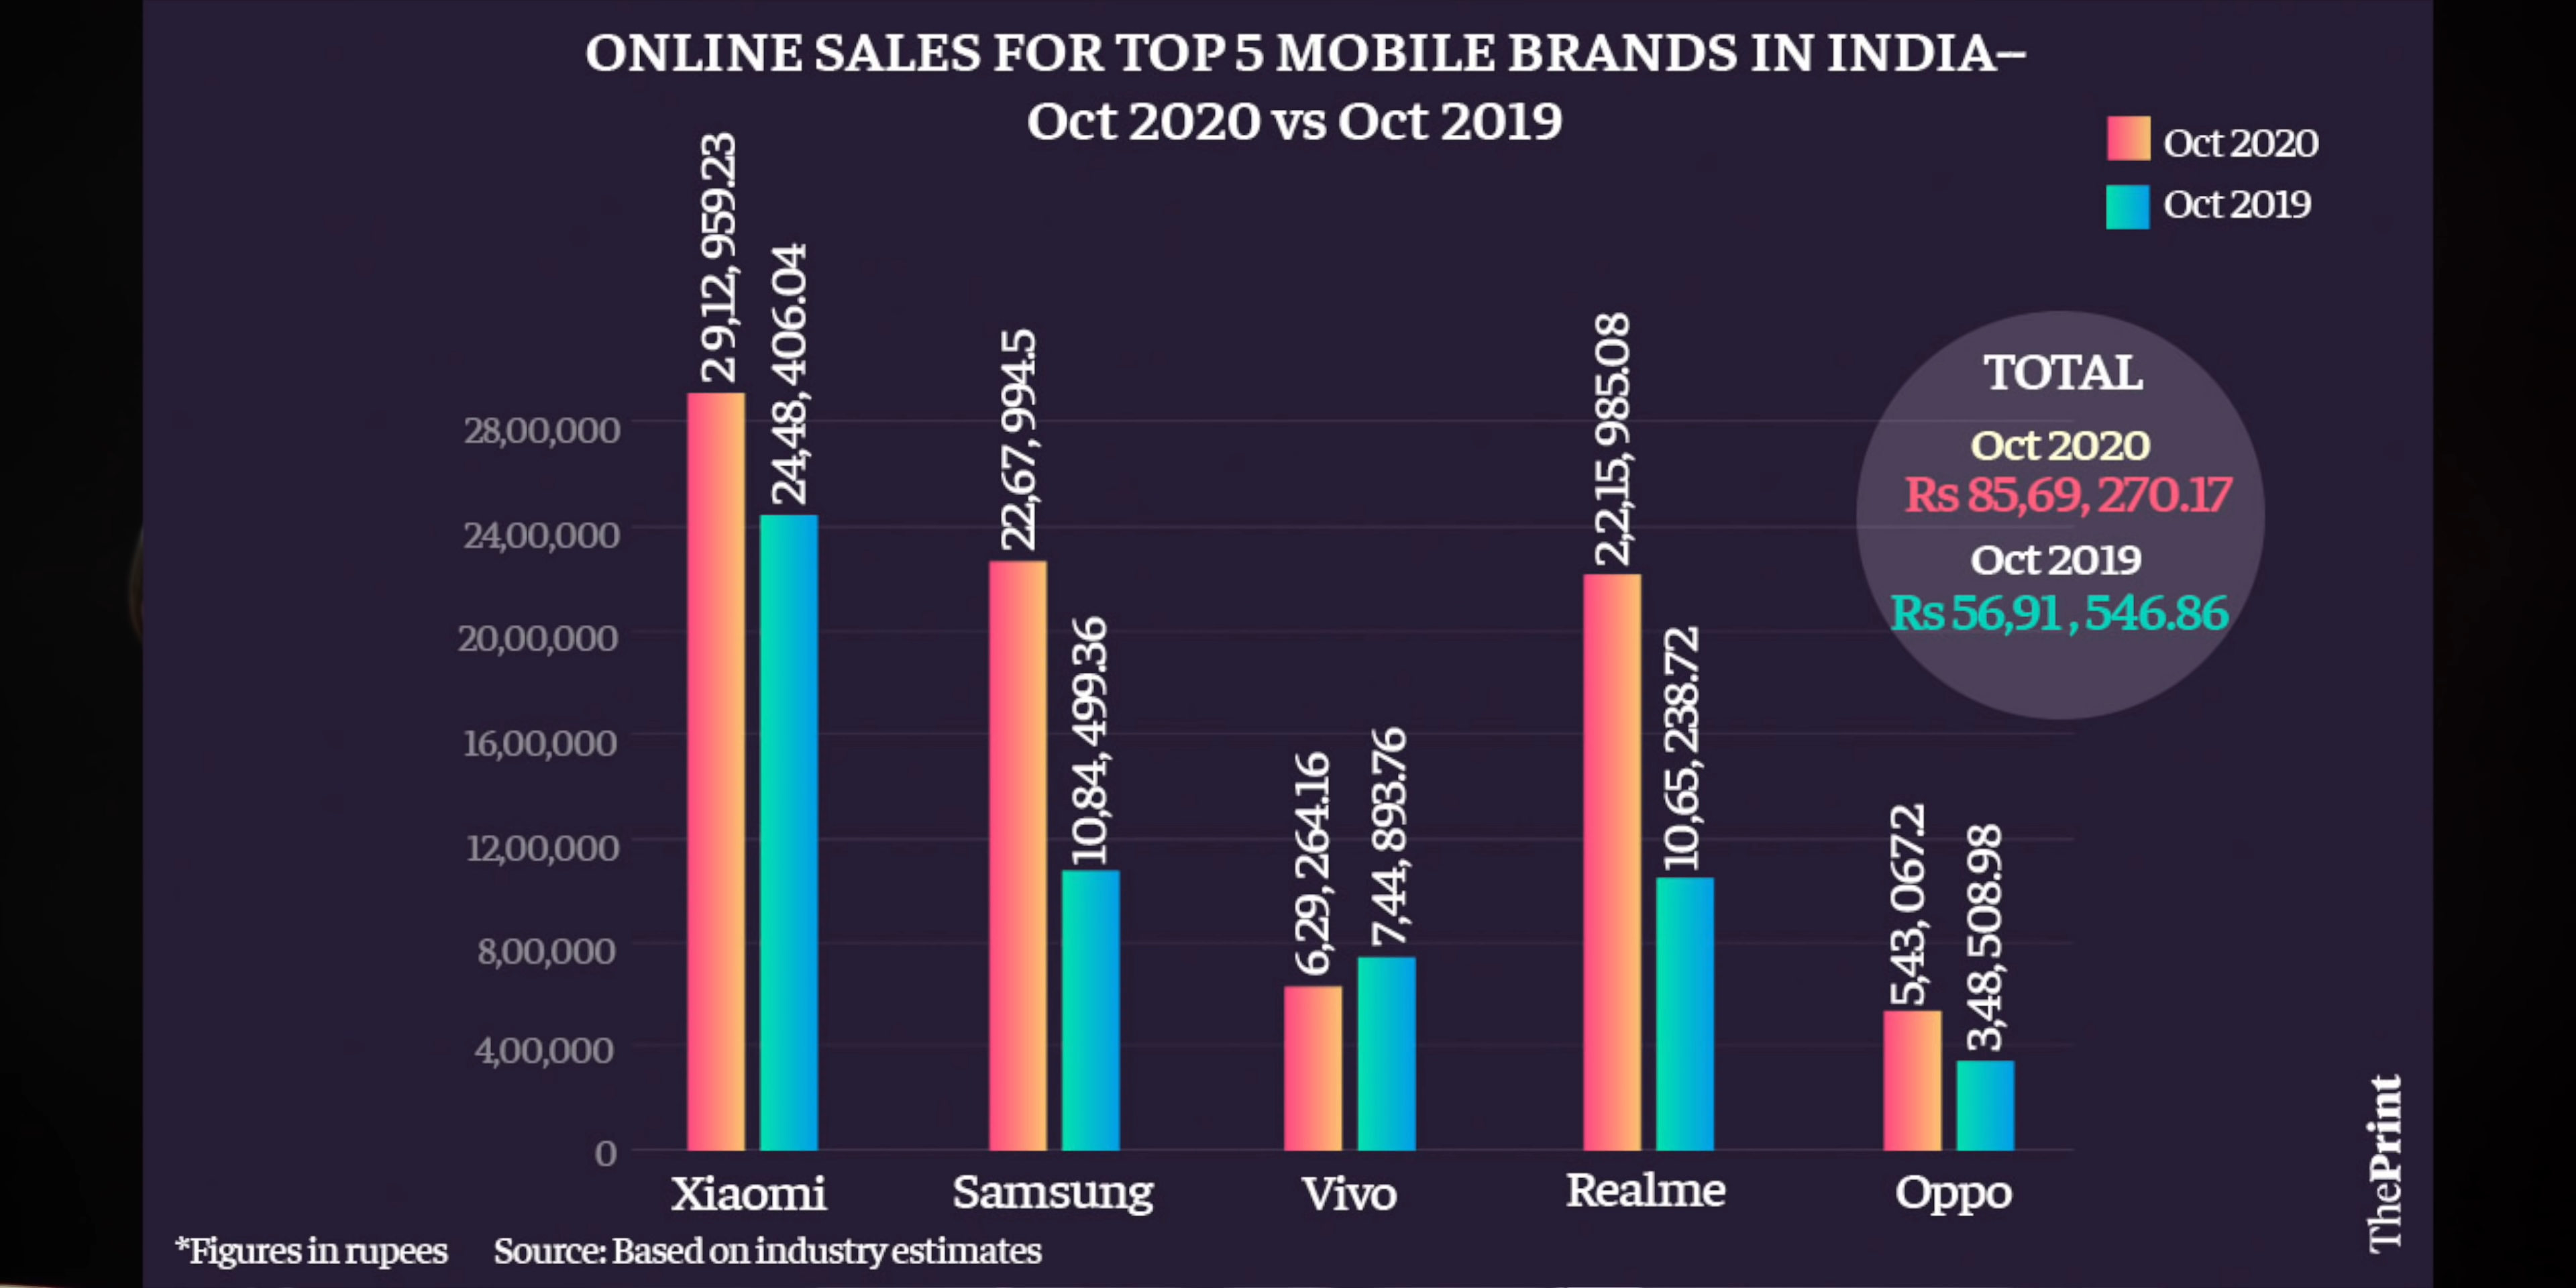 ONLINE SALES FOR TOP 5 MOBILE BRANDS IN INDIA–
Oct 2020 vs Oct 2019
Oct 2020
Oct 2019
29,12,959.23
24,48,406.04
22,67,994.5
10,84,499.36
6,29,264.16
7,44,893.76
2,2,15,985.08
10,65,238.72
5,43,067.2
3,48,508.98
TOTAL
Oct 2020
Rs 85,69,270.17
Oct 2019
Rs 56,91,546.86
28,00,000
24,00,000
20,00,000
16,00,000
12,00,000
8,00,000
4,00,000
0
Xiaomi
Samsung
Vivo
Realme
Oppo
*Figures in rupees
Source: Based on industry estimates
ThePrint